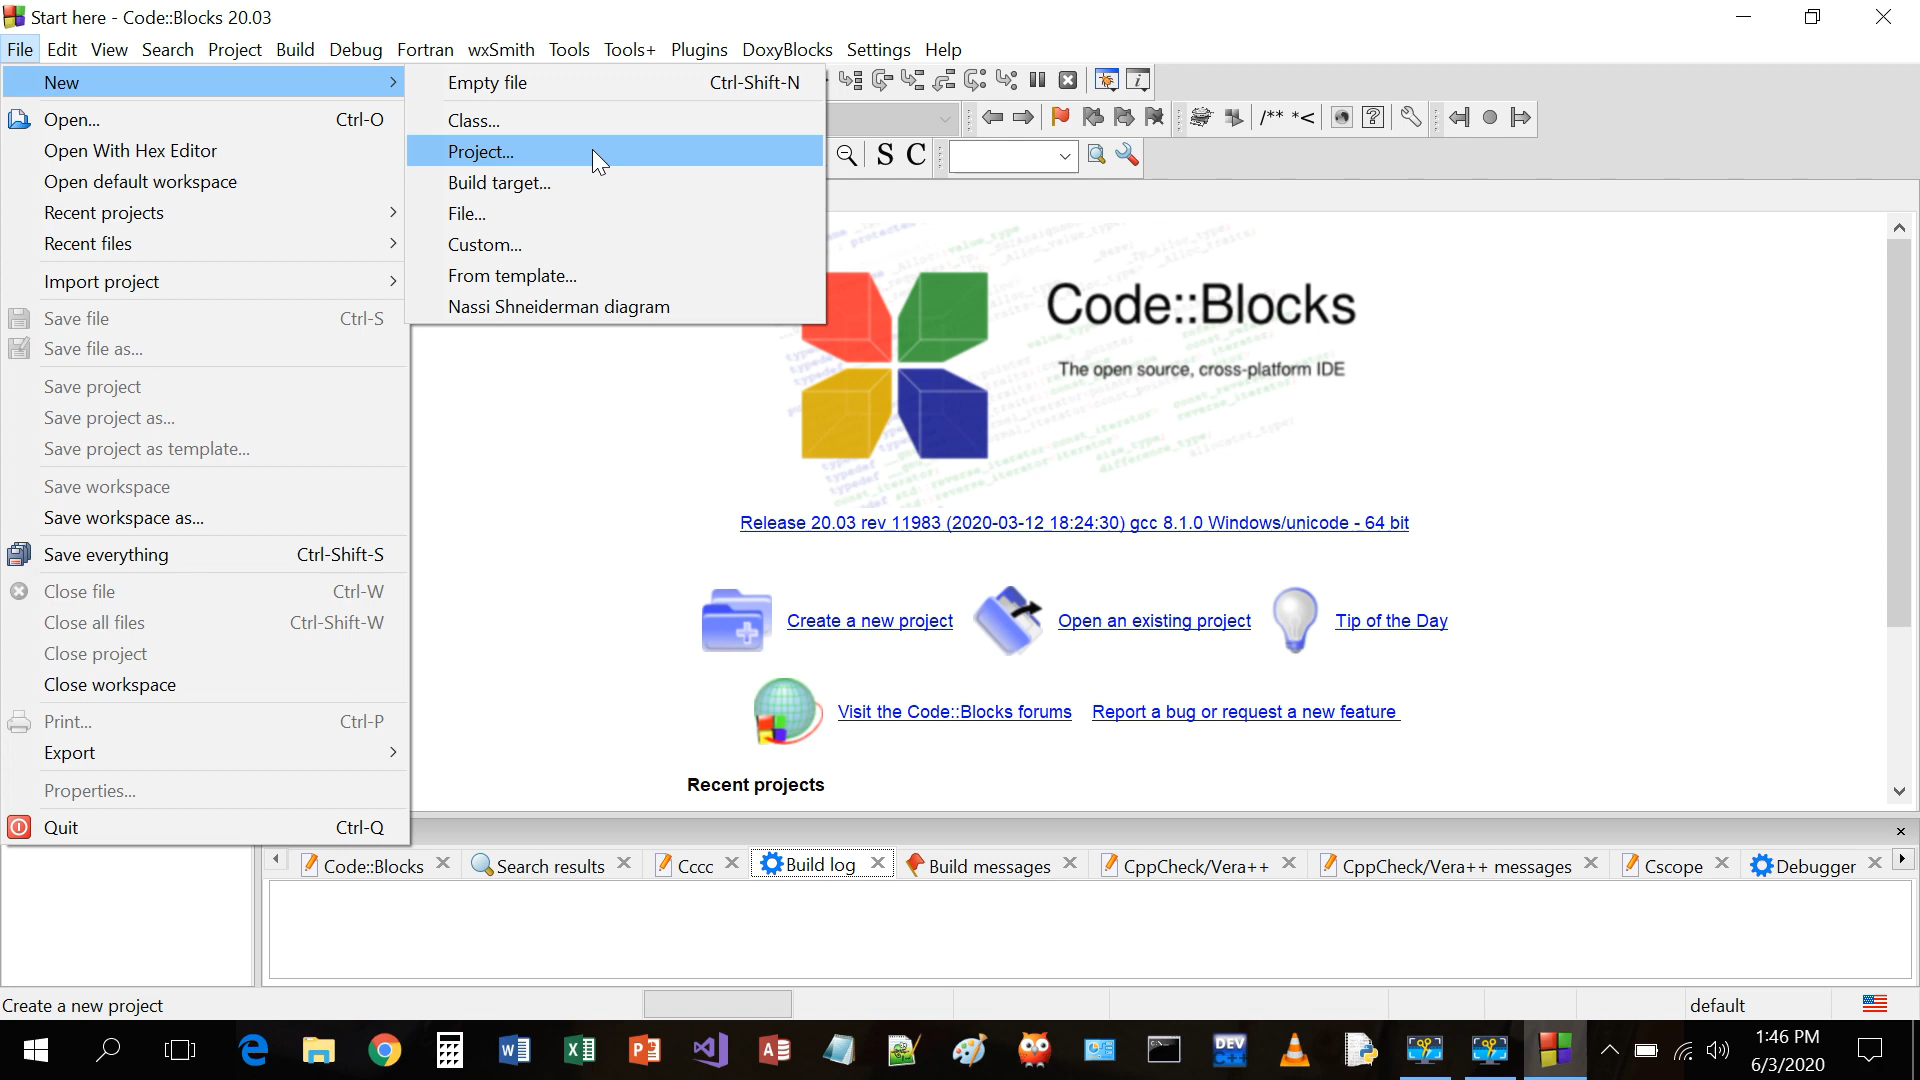 Start here - Code::Blocks 20.03
File Edit View Search Project Build Debug Fortran wxSmith Tools Tools+ Plugins DoxyBlocks Settings Help
New
Open... Ctrl-O
Open With Hex Editor
Open default workspace
Recent projects
Recent files
Import project
Save file Ctrl-S
Save file as...
Save project
Save project as...
Save project as template...
Save workspace
Save workspace as...
Save everything Ctrl-Shift-S
Close file Ctrl-W
Close all files Ctrl-Shift-W
Close project
Close workspace
Print... Ctrl-P
Export
Properties...
Quit Ctrl-Q
Empty file Ctrl-Shift-N
Class...
Project...
Build target...
File...
Custom...
From template...
Nassi Shneiderman diagram
/** *<
S C
Code::Blocks
The open source, cross-platform IDE
Release 20.03 rev 11983 (2020-03-12 18:24:30) gcc 8.1.0 Windows/unicode - 64 bit
Create a new project Open an existing project Tip of the Day
Visit the Code::Blocks forums Report a bug or request a new feature
Recent projects
Code::Blocks Search results Cccc Build log Build messages CppCheck/Vera++ CppCheck/Vera++ messages Cscope Debugger
Create a new project default
DEV
1:46 PM
6/3/2020